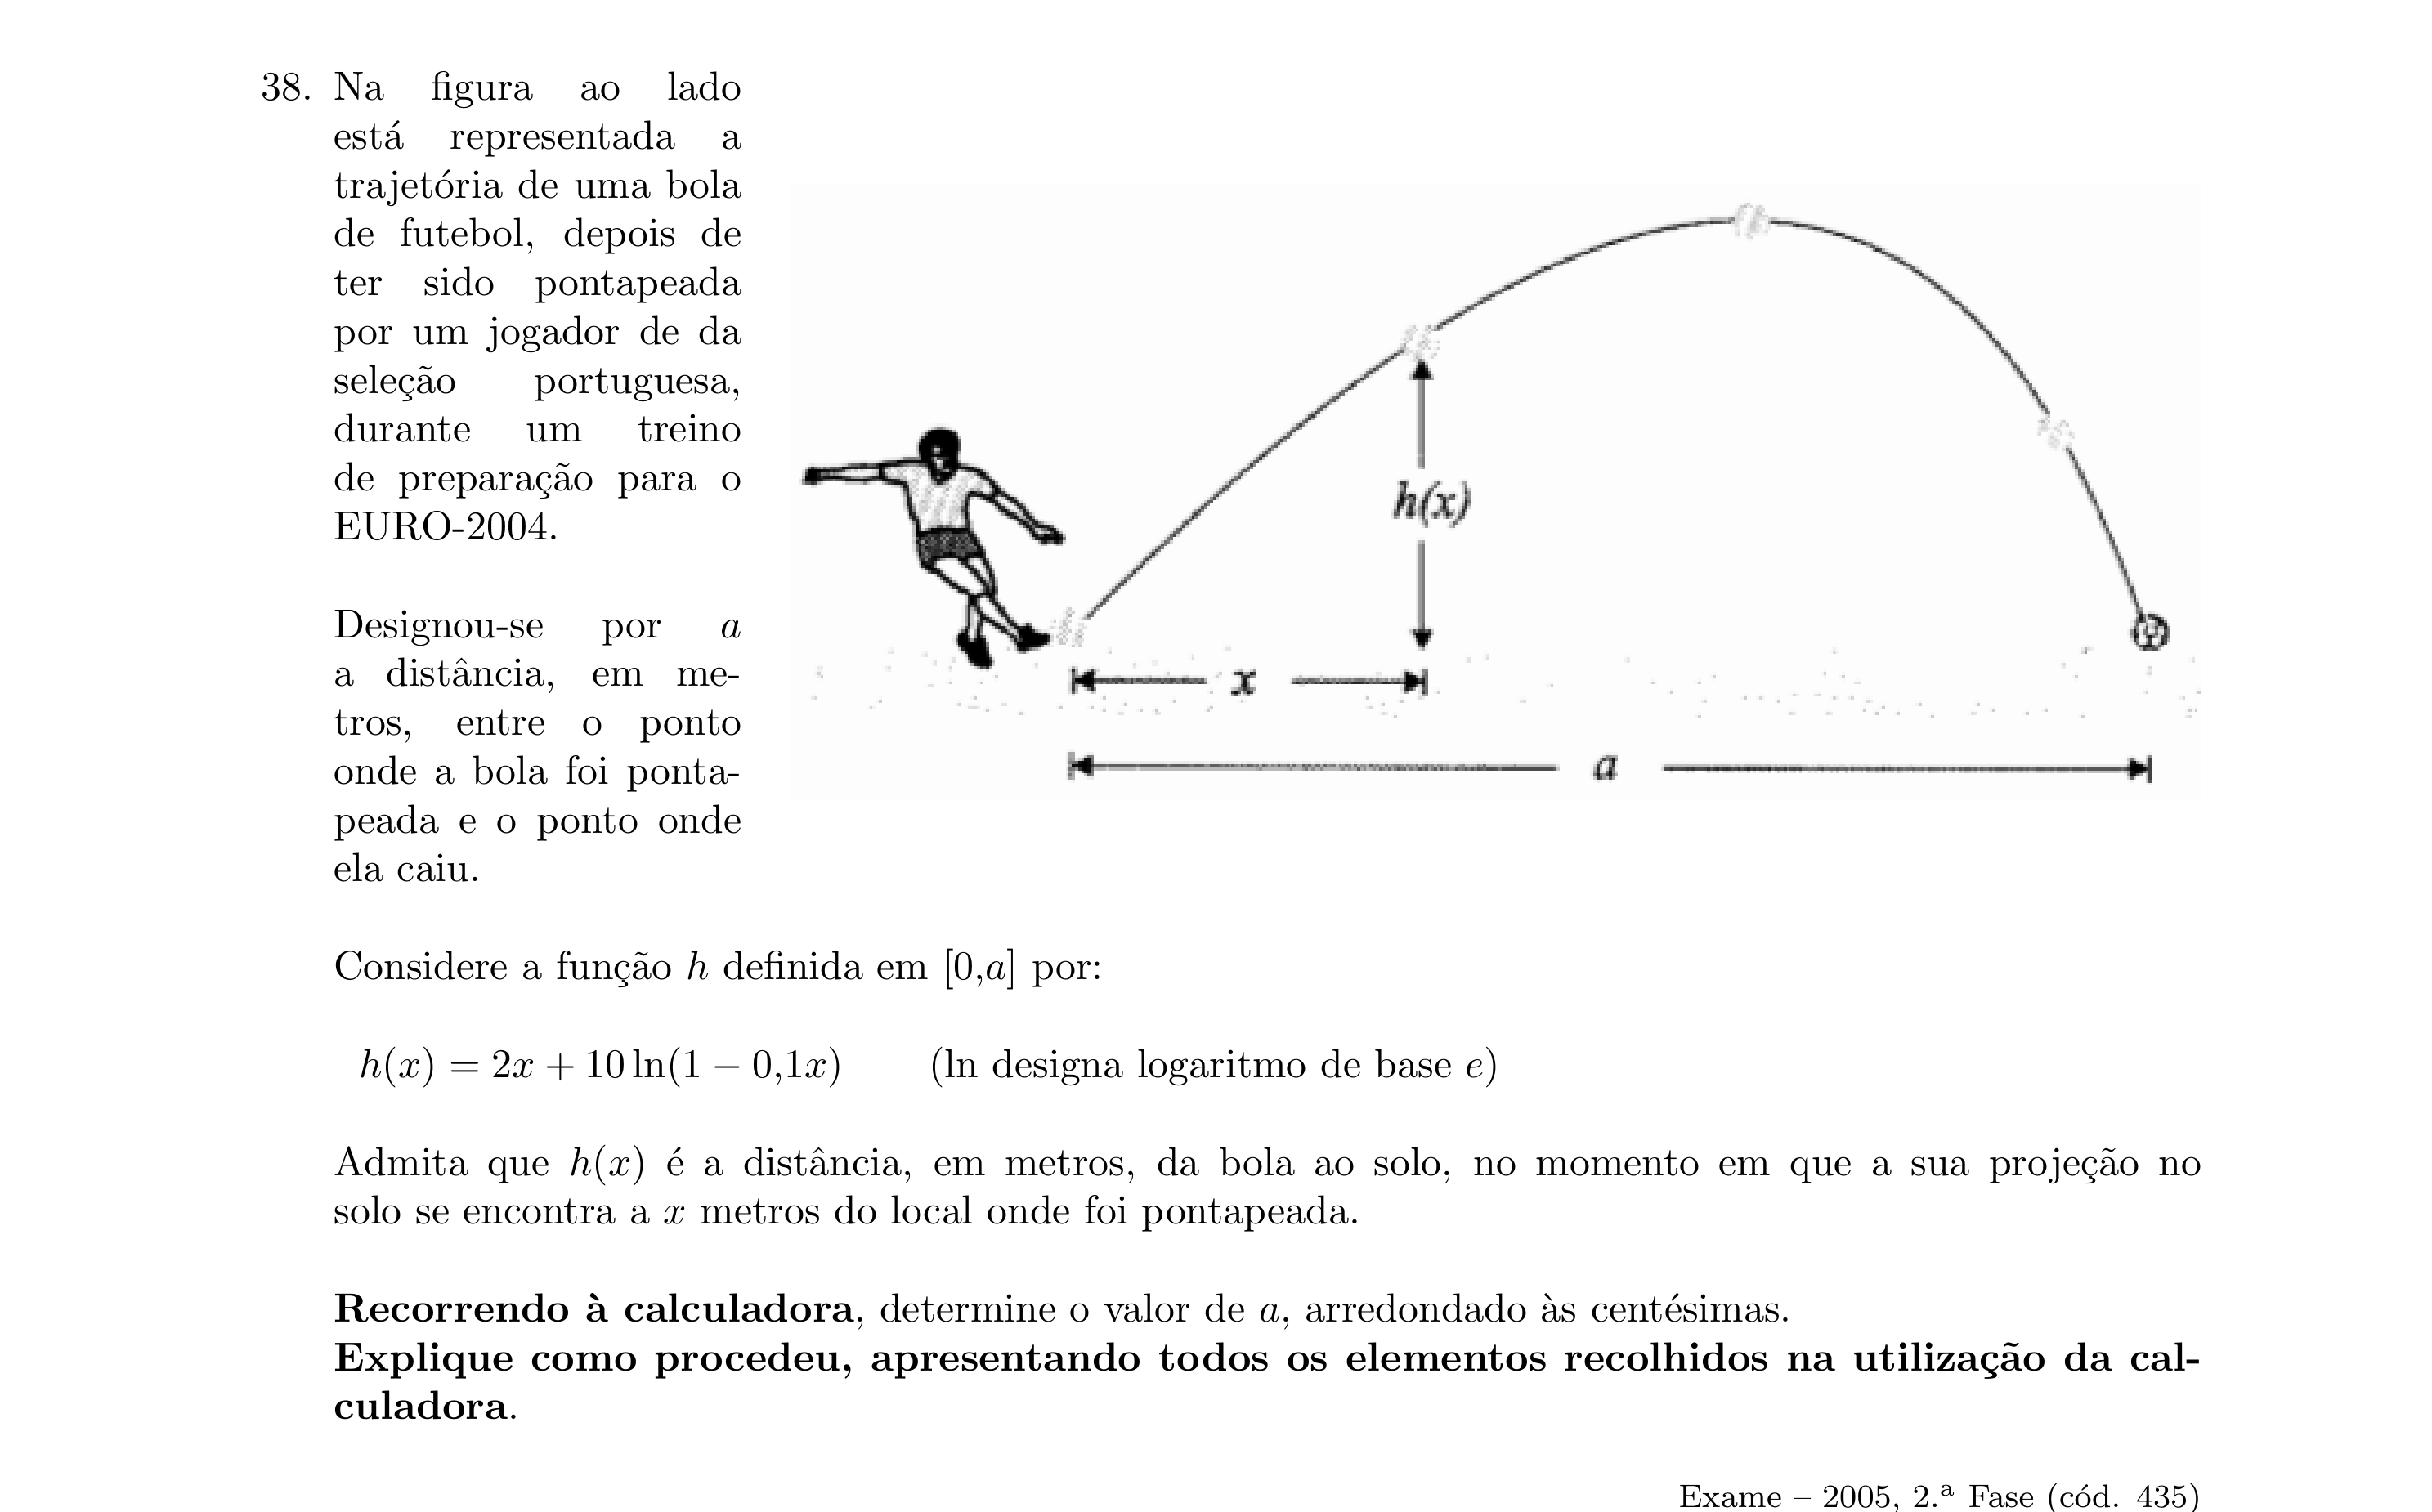 38. Na figura ao lado
está representada a
trajetória de uma bola
de futebol, depois de
ter sido pontapeada
por um jogador de da
seleção portuguesa,
durante um treino
de preparação para o
EURO-2004.
Designou-se por a
a distância, em me-
tros, entre o ponto
onde a bola foi ponta-
peada e o ponto onde
ela caiu.
h(x)
x
a
Considere a função h definida em [0,a] por:
h(x) = 2x + 10 ln(1 − 0,1x) (ln designa logaritmo de base e)
Admita que h(x) é a distância, em metros, da bola ao solo, no momento em que a sua projeção no
solo se encontra a x metros do local onde foi pontapeada.
Recorrendo à calculadora, determine o valor de a, arredondado às centésimas.
Explique como procedeu, apresentando todos os elementos recolhidos na utilização da cal-
culadora.
Exame – 2005, 2.ª Fase (cód. 435)